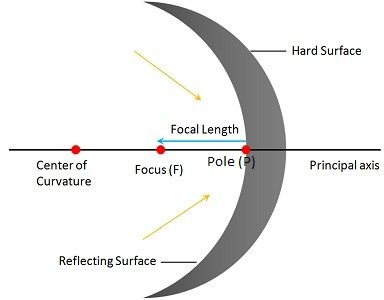 Hard Surface
Focal Length
Center of
Curvature
Focus (F)
Pole (P)
Principal axis
Reflecting Surface